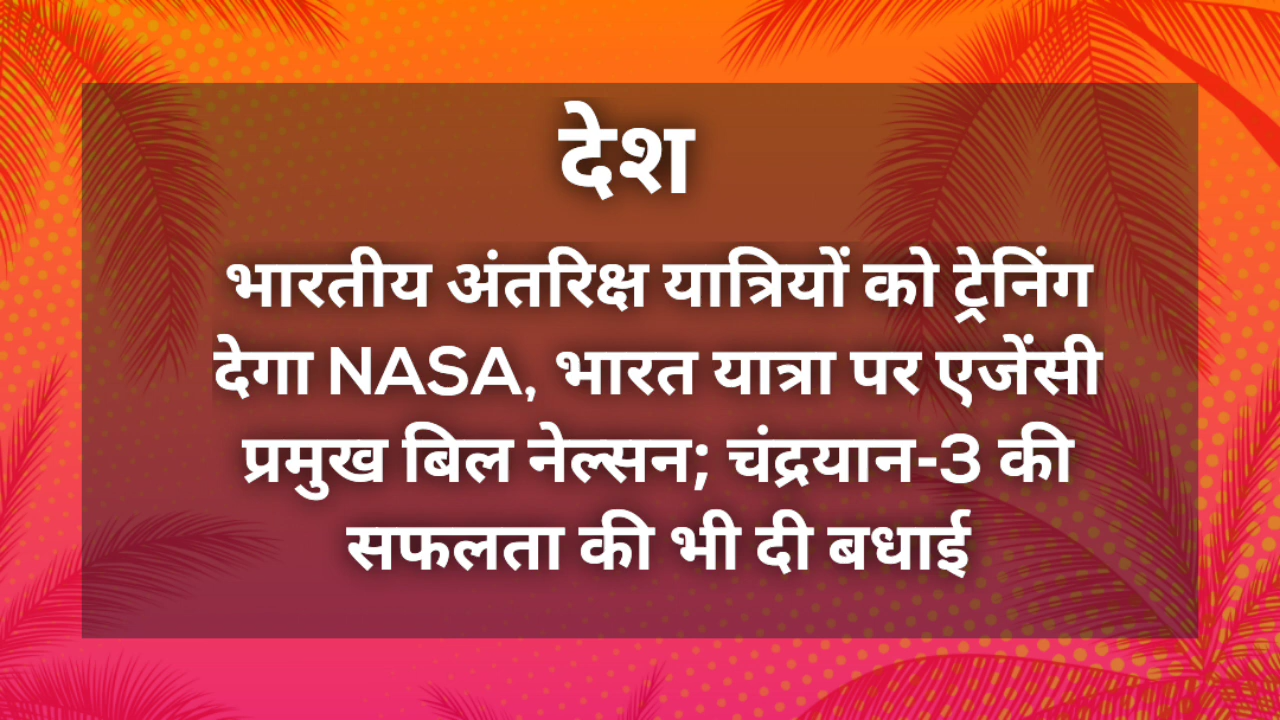 देश
भारतीय अंतरिक्ष यात्रियों को ट्रेनिंग
देगा NASA, भारत यात्रा पर एजेंसी
प्रमुख बिल नेल्सन; चंद्रयान-3 की
सफलता की भी दी बधाई